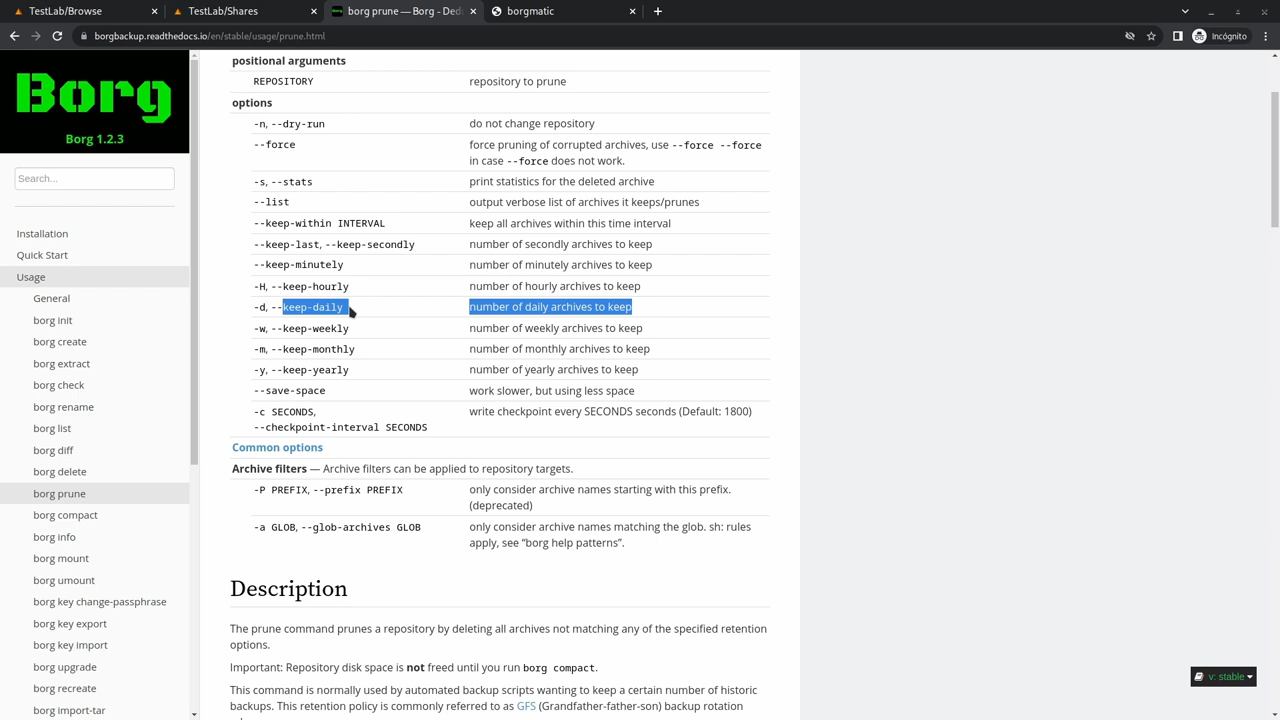 TestLab/Browse
TestLab/Shares
borg prune — Borg - Ded
borgmatic
borgbackup.readthedocs.io/en/stable/usage/prune.html
Incógnito
Borg
Borg 1.2.3
Search...
Installation
Quick Start
Usage
General
borg init
borg create
borg extract
borg check
borg rename
borg list
borg diff
borg delete
borg prune
borg compact
borg info
borg mount
borg umount
borg key change-passphrase
borg key export
borg key import
borg upgrade
borg recreate
borg import-tar
positional arguments
REPOSITORY repository to prune
options
-n, --dry-run do not change repository
--force force pruning of corrupted archives, use --force --force
in case --force does not work.
-s, --stats print statistics for the deleted archive
--list output verbose list of archives it keeps/prunes
--keep-within INTERVAL keep all archives within this time interval
--keep-last, --keep-secondly number of secondly archives to keep
--keep-minutely number of minutely archives to keep
-H, --keep-hourly number of hourly archives to keep
-d, --keep-daily number of daily archives to keep
-w, --keep-weekly number of weekly archives to keep
-m, --keep-monthly number of monthly archives to keep
-y, --keep-yearly number of yearly archives to keep
--save-space work slower, but using less space
-c SECONDS, write checkpoint every SECONDS seconds (Default: 1800)
--checkpoint-interval SECONDS
Common options
Archive filters — Archive filters can be applied to repository targets.
-P PREFIX, --prefix PREFIX only consider archive names starting with this prefix.
(deprecated)
-a GLOB, --glob-archives GLOB only consider archive names matching the glob. sh: rules
apply, see “borg help patterns”.
Description
The prune command prunes a repository by deleting all archives not matching any of the specified retention
options.
Important: Repository disk space is not freed until you run borg compact.
This command is normally used by automated backup scripts wanting to keep a certain number of historic
backups. This retention policy is commonly referred to as GFS (Grandfather-father-son) backup rotation
v: stable